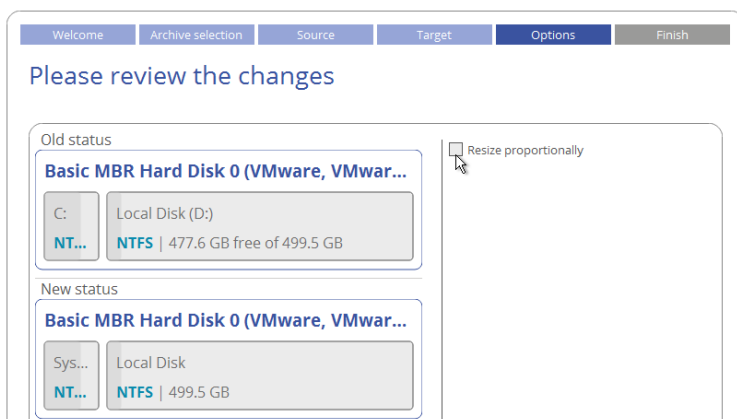 Welcome Archive selection Source Target Options Finish
Please review the changes
Old status
Resize proportionally
Basic MBR Hard Disk 0 (VMware, VMwar...
C: Local Disk (D:)
NT... NTFS | 477.6 GB free of 499.5 GB
New status
Basic MBR Hard Disk 0 (VMware, VMwar...
Sys... Local Disk
NT... NTFS | 499.5 GB